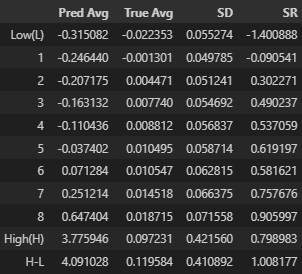 Pred Avg True Avg SD SR
Low(L) -0.315082 -0.022353 0.055274 -1.400888
1 -0.246440 -0.001301 0.049785 -0.090541
2 -0.207175 0.004471 0.051241 0.302271
3 -0.163132 0.007740 0.054692 0.490237
4 -0.110436 0.008812 0.056837 0.537059
5 -0.037402 0.010495 0.058714 0.619197
6 0.071284 0.010547 0.062815 0.581621
7 0.251214 0.014518 0.066375 0.757676
8 0.647404 0.018715 0.071558 0.905997
High(H) 3.775946 0.097231 0.421560 0.798983
H-L 4.091028 0.119584 0.410892 1.008177